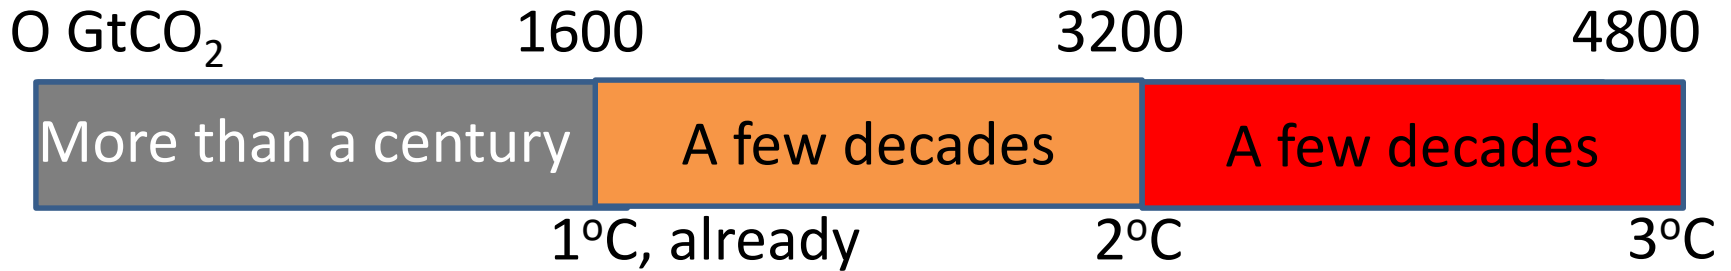 O GtCO₂ 1600 3200 4800
More than a century A few decades A few decades
1ºC, already 2ºC 3ºC